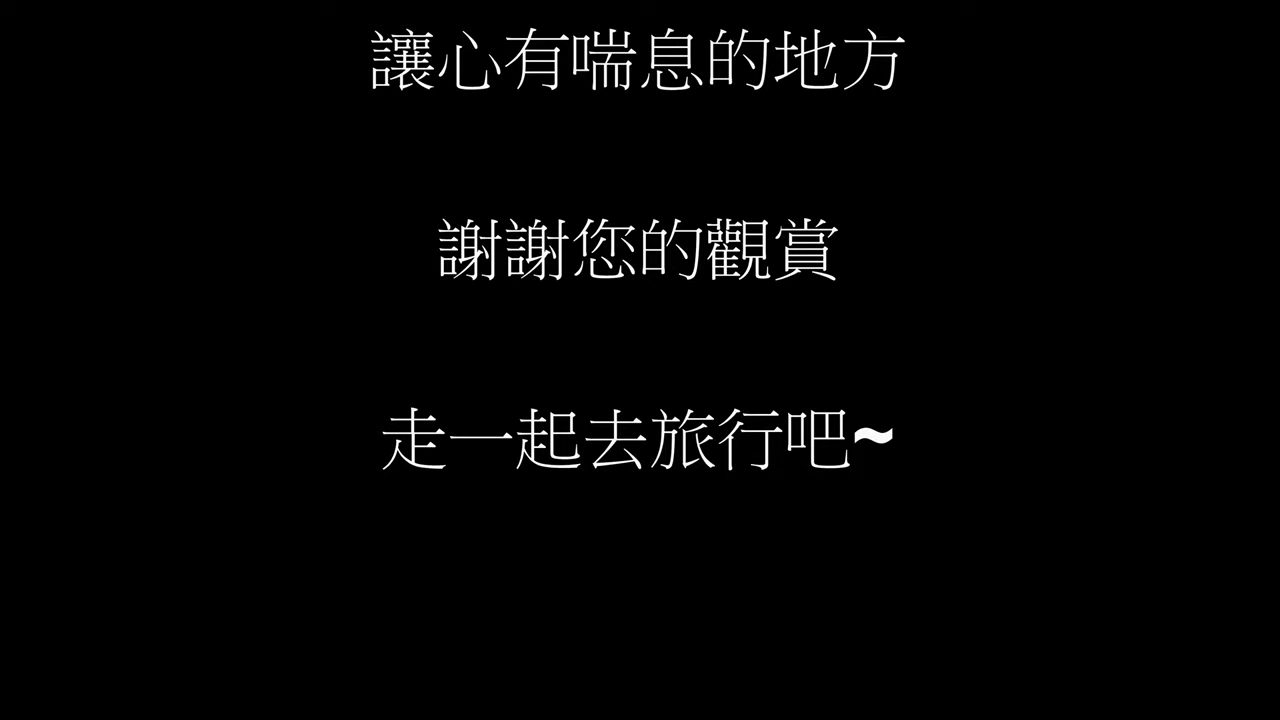 讓心有喘息的地方
謝謝您的觀賞
走一起去旅行吧~